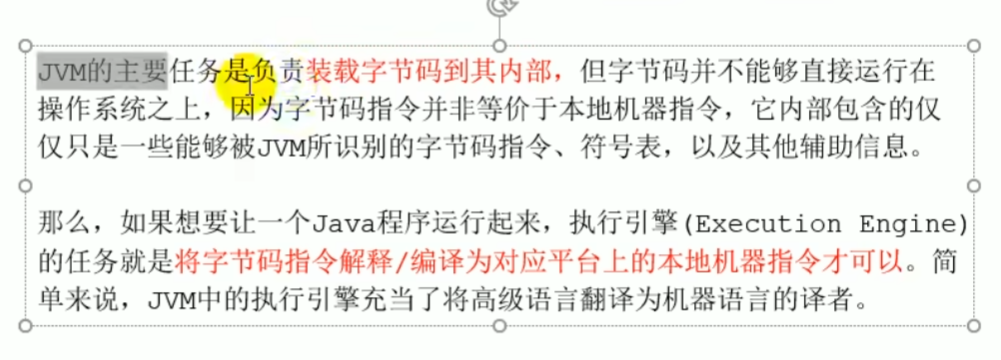 JVM的主要任务是负责装载字节码到其内部，但字节码并不能够直接运行在
操作系统之上，因为字节码指令并非等价于本地机器指令，它内部包含的仅
仅只是一些能够被JVM所识别的字节码指令、符号表，以及其他辅助信息。
那么，如果想要让一个Java程序运行起来，执行引擎(Execution Engine)
的任务就是将字节码指令解释/编译为对应平台上的本地机器指令才可以。简
单来说，JVM中的执行引擎充当了将高级语言翻译为机器语言的译者。